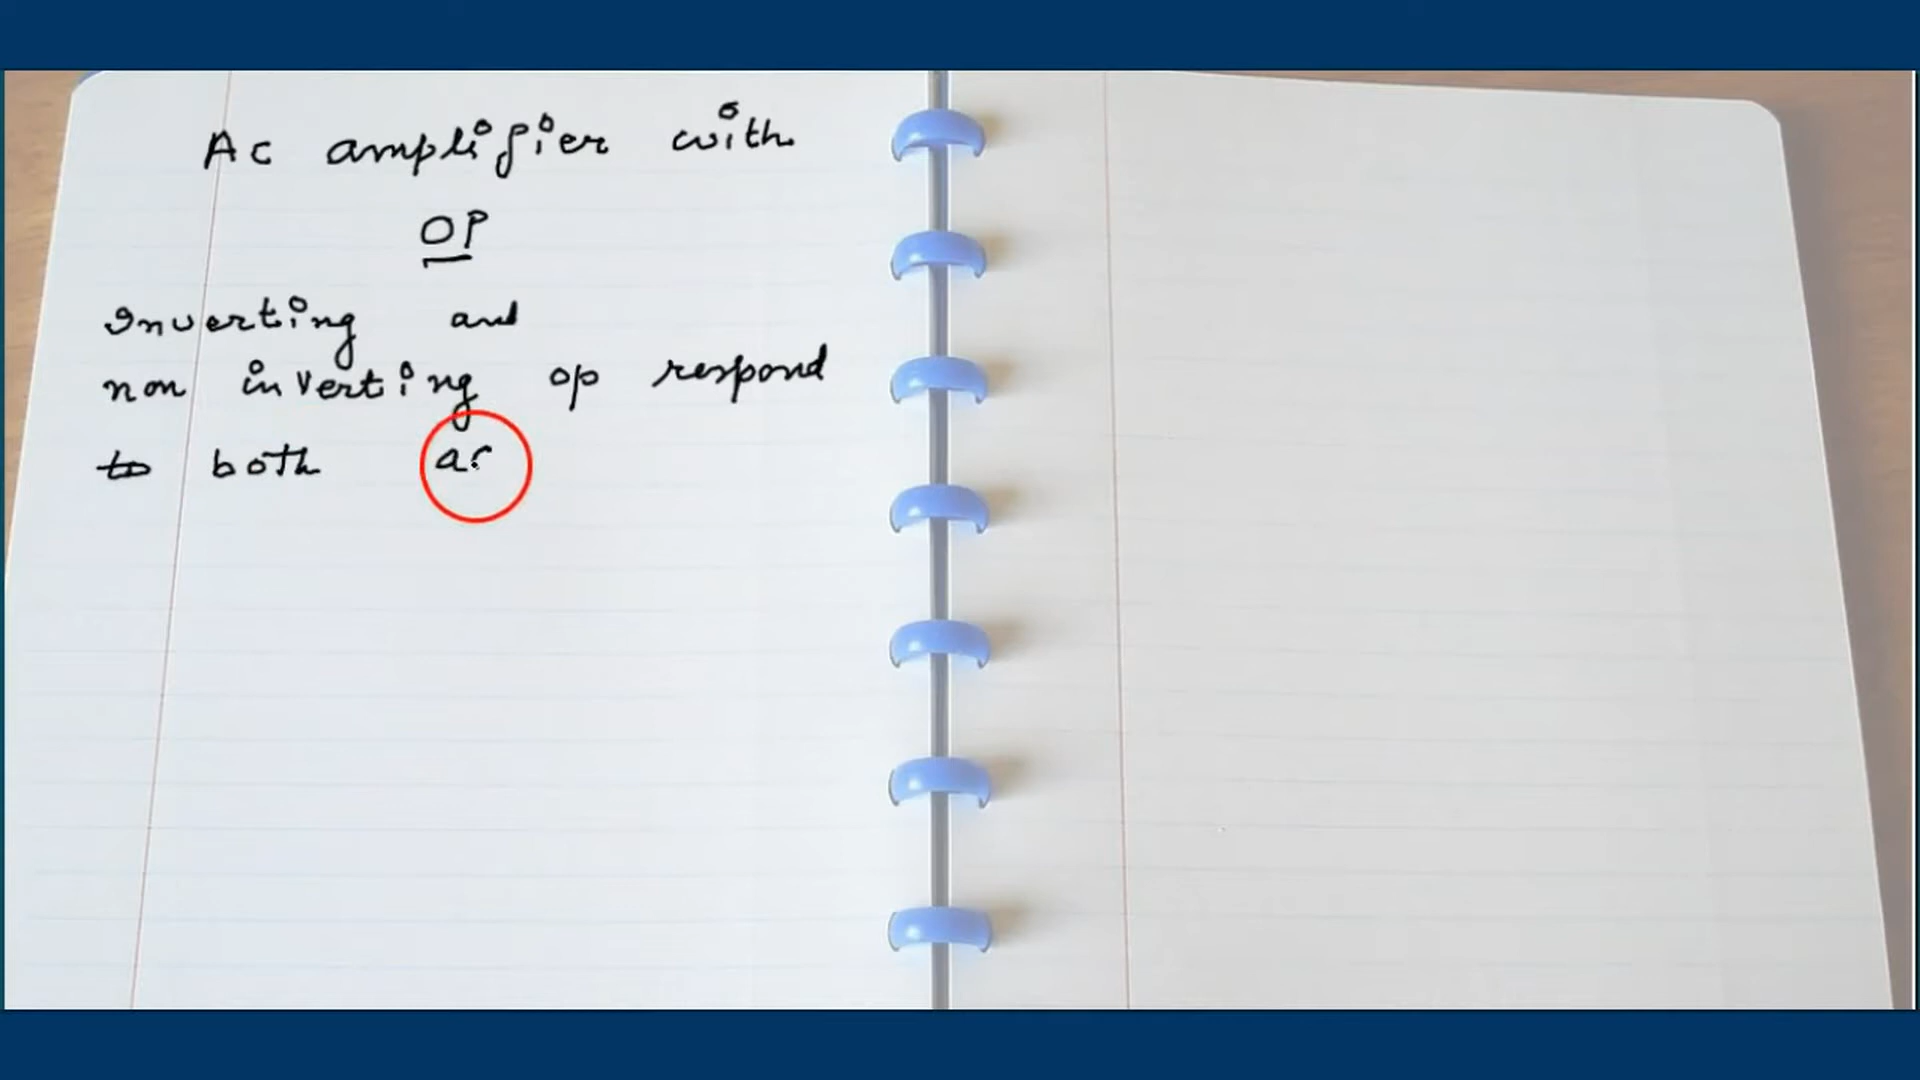 Ac amplifier with
OP
Inverting and
non inverting op respond
to both ac